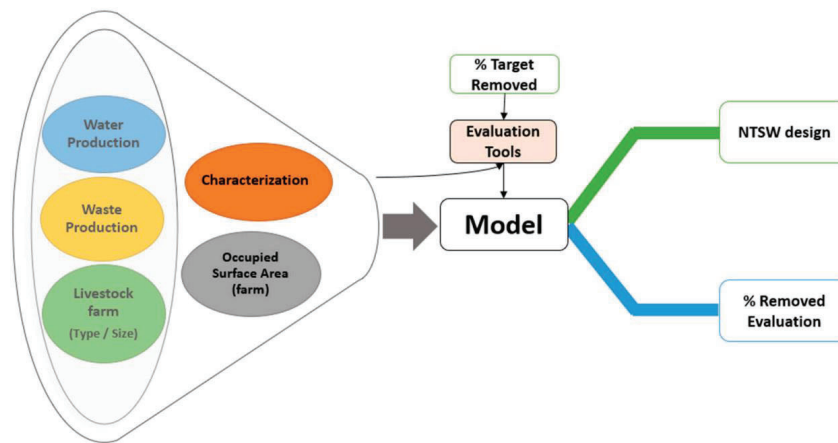 Water
Production
Waste
Production
Livestock
farm
(Type / Size)
Characterization
Occupied
Surface Area
(farm)
% Target
Removed
Evaluation
Tools
Model
NTSW design
% Removed
Evaluation